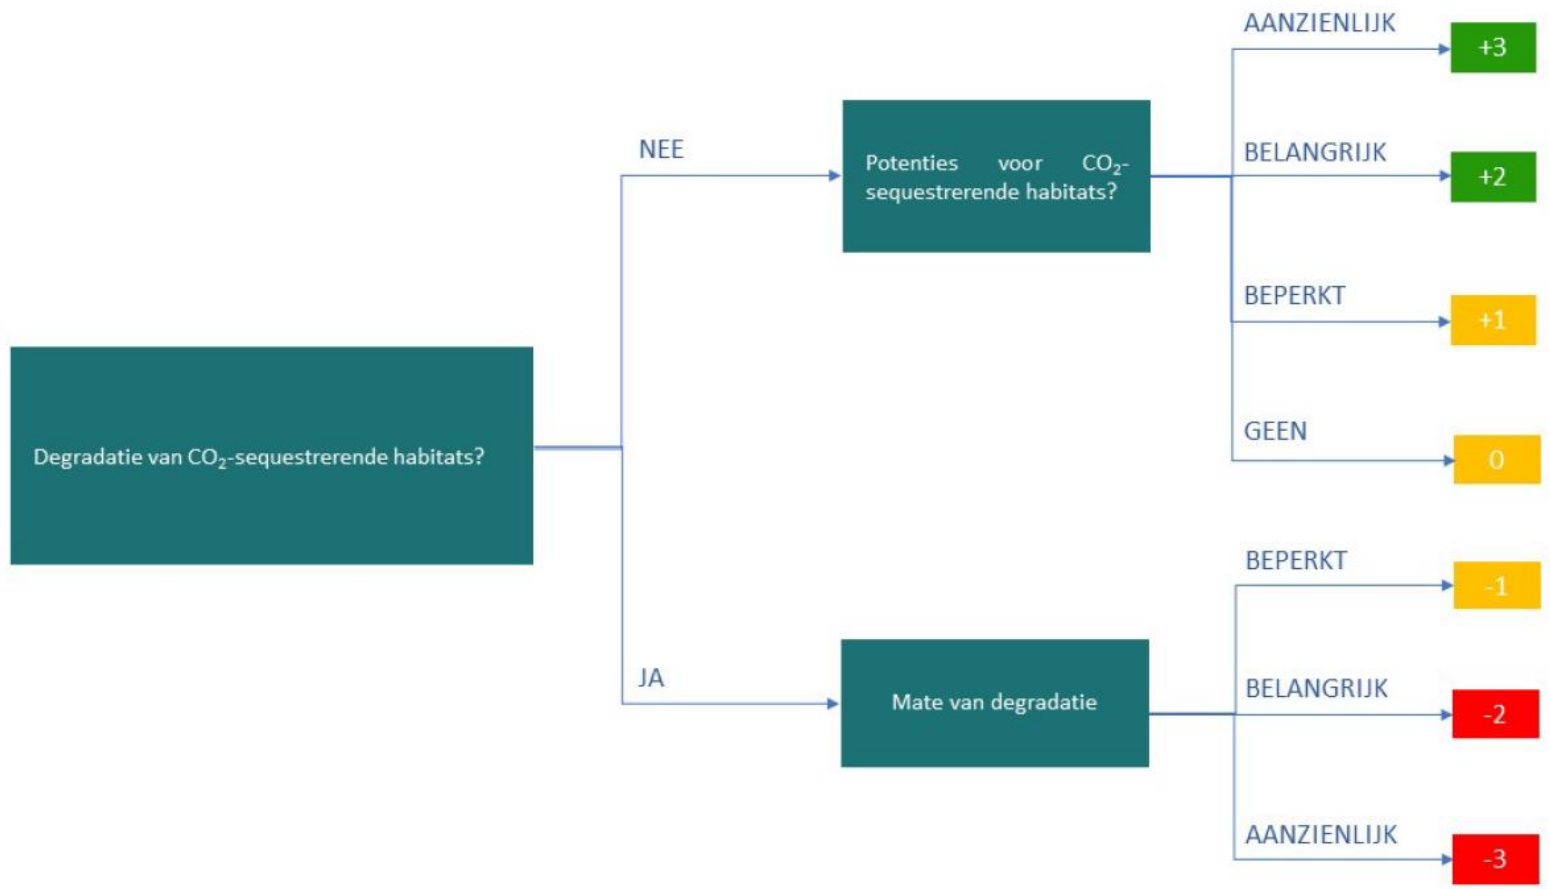 AANZIENLIJK
+3
NEE
Potenties voor CO₂-
sequestrerende habitats?
BELANGRIJK
+2
BEPERKT
+1
GEEN
0
Degradatie van CO₂-sequestrerende habitats?
JA
Mate van degradatie
BEPERKT
-1
BELANGRIJK
-2
AANZIENLIJK
-3